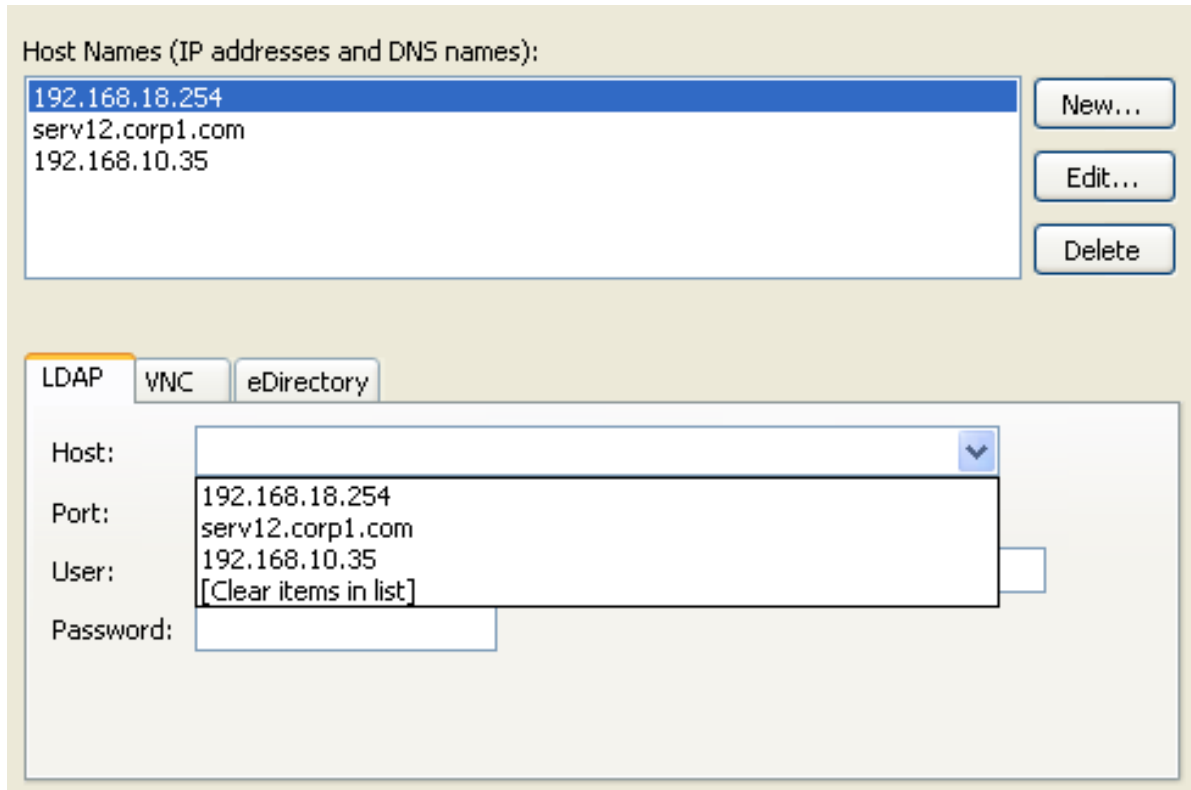 Host Names (IP addresses and DNS names):
192.168.18.254
serv12.corp1.com
192.168.10.35
New...
Edit...
Delete
LDAP VNC eDirectory
Host:
192.168.18.254
serv12.corp1.com
192.168.10.35
[Clear items in list]
Port:
User:
Password: